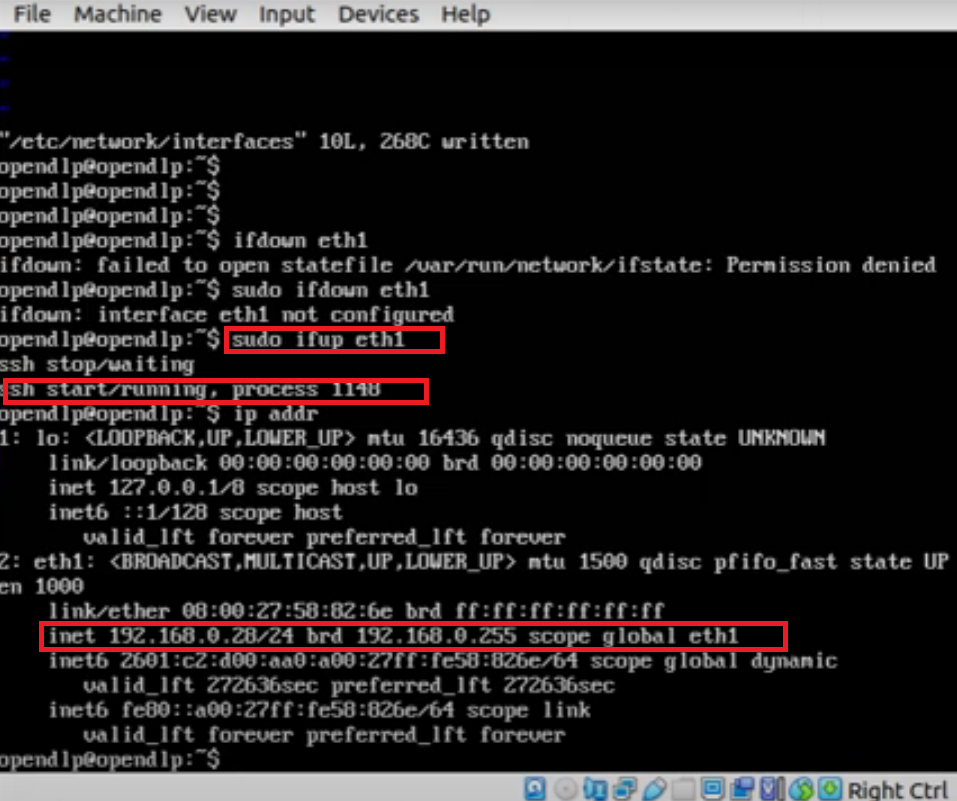 File Machine View Input Devices Help
"/etc/network/interfaces" 10L, 268C written
opendlp@opendlp:~$
opendlp@opendlp:~$
opendlp@opendlp:~$
opendlp@opendlp:~$ ifdown eth1
ifdown: failed to open statefile /var/run/network/ifstate: Permission denied
opendlp@opendlp:~$ sudo ifdown eth1
ifdown: interface eth1 not configured
opendlp@opendlp:~$ sudo ifup eth1
ssh stop/waiting
ssh start/running, process 1148
opendlp@opendlp:~$ ip addr
1: lo: <LOOPBACK,UP,LOWER_UP> mtu 16436 qdisc noqueue state UNKNOWN
link/loopback 00:00:00:00:00:00 brd 00:00:00:00:00:00
inet 127.0.0.1/8 scope host lo
inet6 ::1/128 scope host
valid_lft forever preferred_lft forever
2: eth1: <BROADCAST,MULTICAST,UP,LOWER_UP> mtu 1500 qdisc pfifo_fast state UP
en 1000
link/ether 08:00:27:58:82:6e brd ff:ff:ff:ff:ff:ff
inet 192.168.0.28/24 brd 192.168.0.255 scope global eth1
inet6 2601:c2:d00:aa0:a00:27ff:fe58:826e/64 scope global dynamic
valid_lft 272636sec preferred_lft 272636sec
inet6 fe80::a00:27ff:fe58:826e/64 scope link
valid_lft forever preferred_lft forever
opendlp@opendlp:~$
Right Ctrl